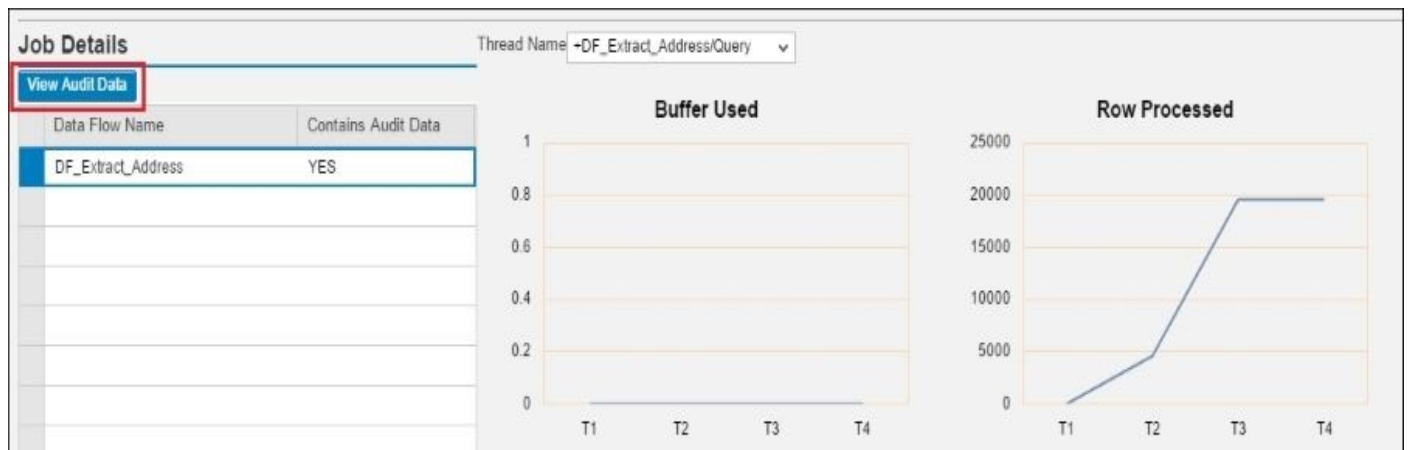 Job Details
Thread Name +DF_Extract_Address/Query
View Audit Data
Data Flow Name Contains Audit Data
DF_Extract_Address YES
Buffer Used
1
0.8
0.6
0.4
0.2
0
T1 T2 T3 T4
Row Processed
25000
20000
15000
10000
5000
0
T1 T2 T3 T4